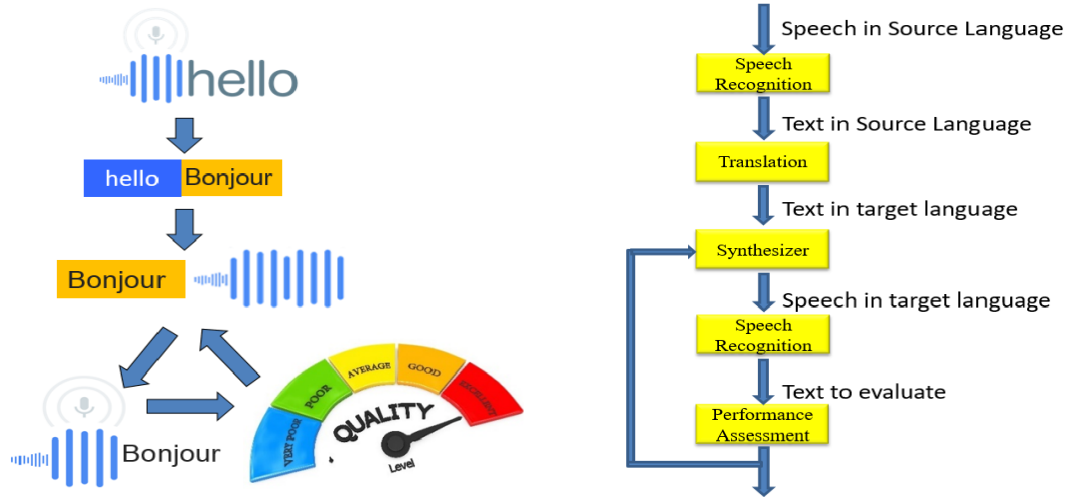 hello
hello Bonjour
Bonjour
Bonjour
VERY POOR
POOR
AVERAGE
GOOD
EXCELLENT
QUALITY
Level
Speech in Source Language
Speech
Recognition
Text in Source Language
Translation
Text in target language
Synthesizer
Speech in target language
Speech
Recognition
Text to evaluate
Performance
Assessment